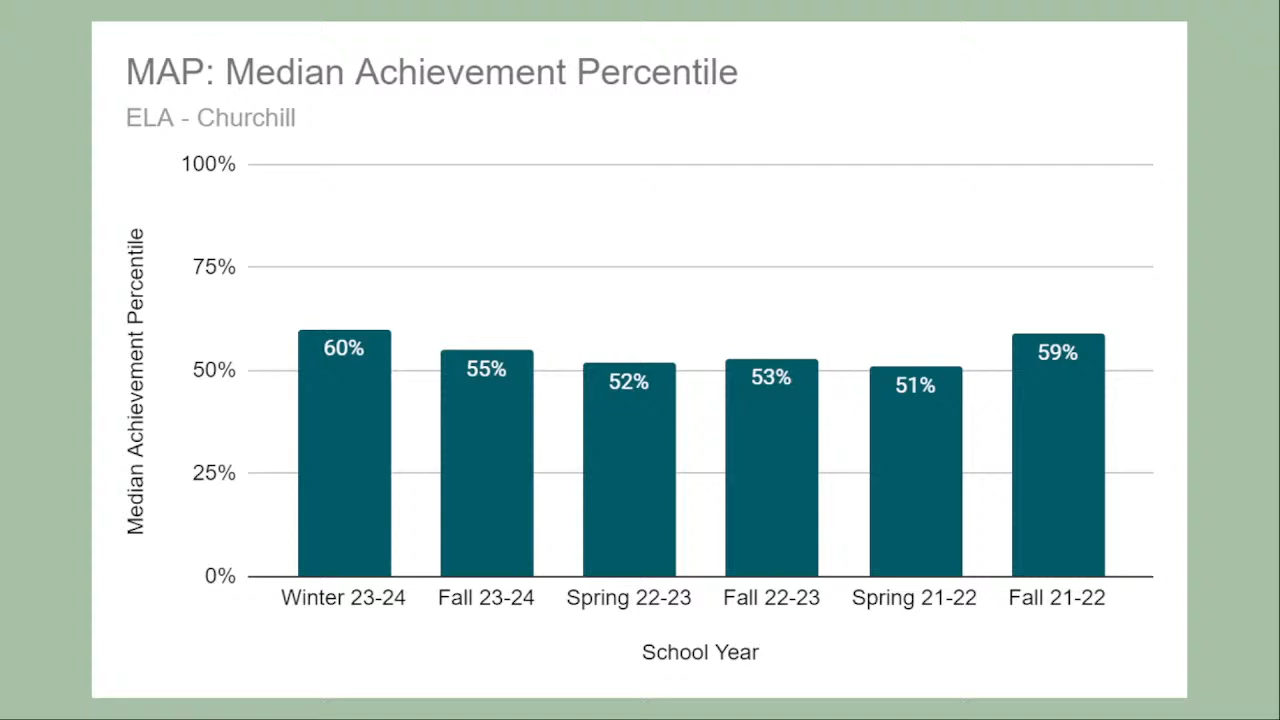 MAP: Median Achievement Percentile
ELA - Churchill
Median Achievement Percentile
100%
75%
50%
25%
0%
60%
55%
52%
53%
51%
59%
Winter 23-24
Fall 23-24
Spring 22-23
Fall 22-23
Spring 21-22
Fall 21-22
School Year